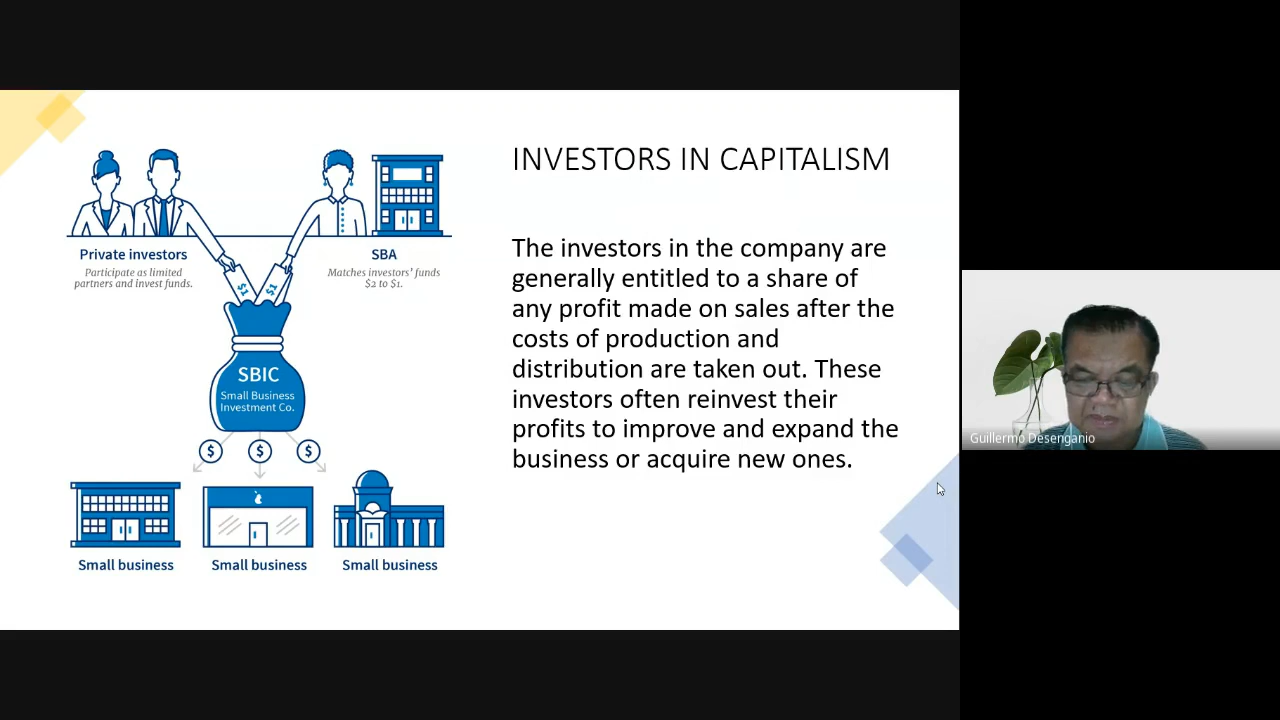 INVESTORS IN CAPITALISM
The investors in the company are
generally entitled to a share of
any profit made on sales after the
costs of production and
distribution are taken out. These
investors often reinvest their
profits to improve and expand the
business or acquire new ones.
Private investors
Participate as limited
partners and invest funds.
SBA
Matches investors' funds
$2 to $1.
$1
$1
SBIC
Small Business
Investment Co.
$
$
$
Small business
Small business
Small business
Guillermo Desenganio